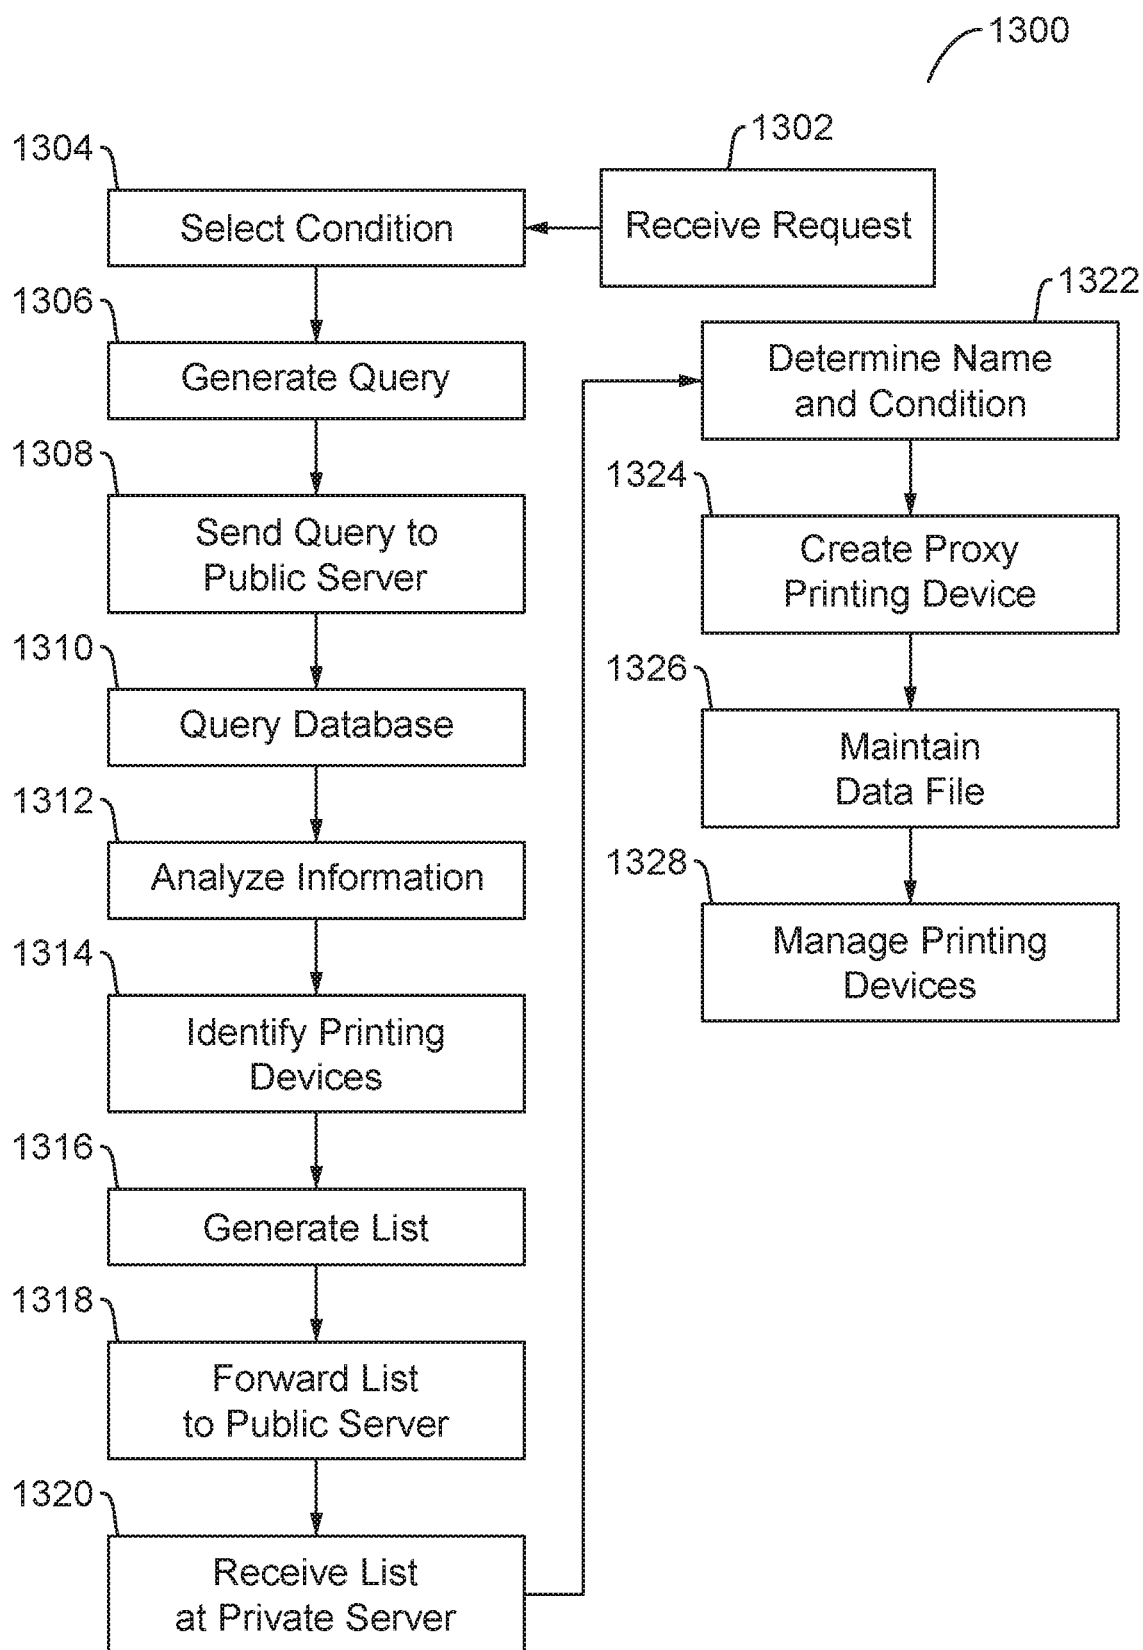 1300
1302
Receive Request
1304
Select Condition
1306
Generate Query
1308
Send Query to
Public Server
1310
Query Database
1312
Analyze Information
1314
Identify Printing
Devices
1316
Generate List
1318
Forward List
to Public Server
1320
Receive List
at Private Server
1322
Determine Name
and Condition
1324
Create Proxy
Printing Device
1326
Maintain
Data File
1328
Manage Printing
Devices